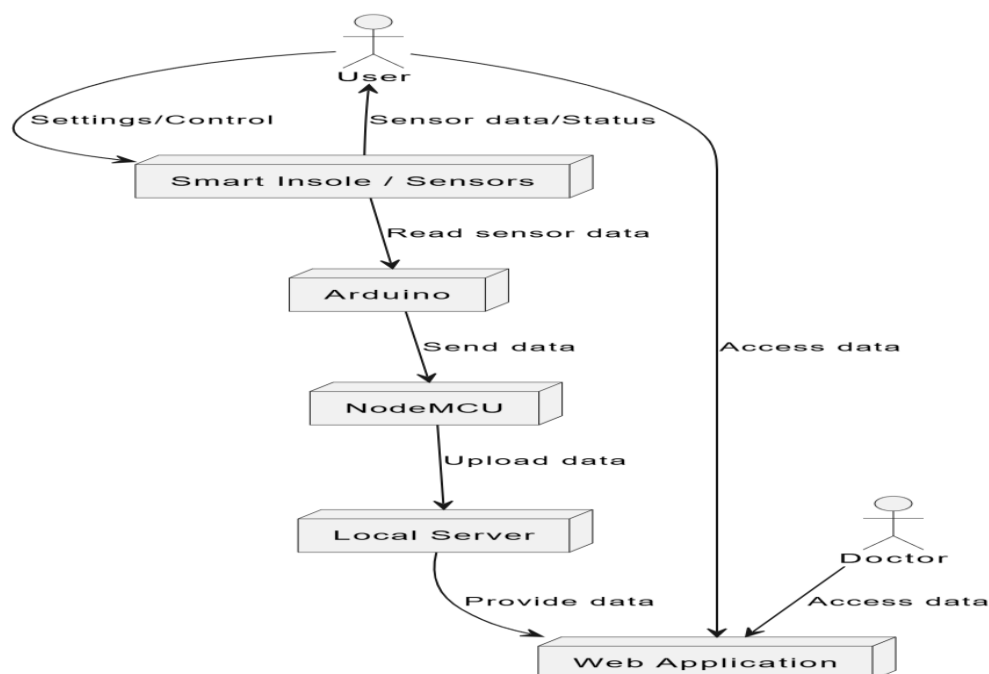 User
Settings/Control
Sensor data/Status
Smart Insole / Sensors
Read sensor data
Arduino
Send data
Access data
NodeMCU
Upload data
Local Server
Doctor
Provide data
Access data
Web Application